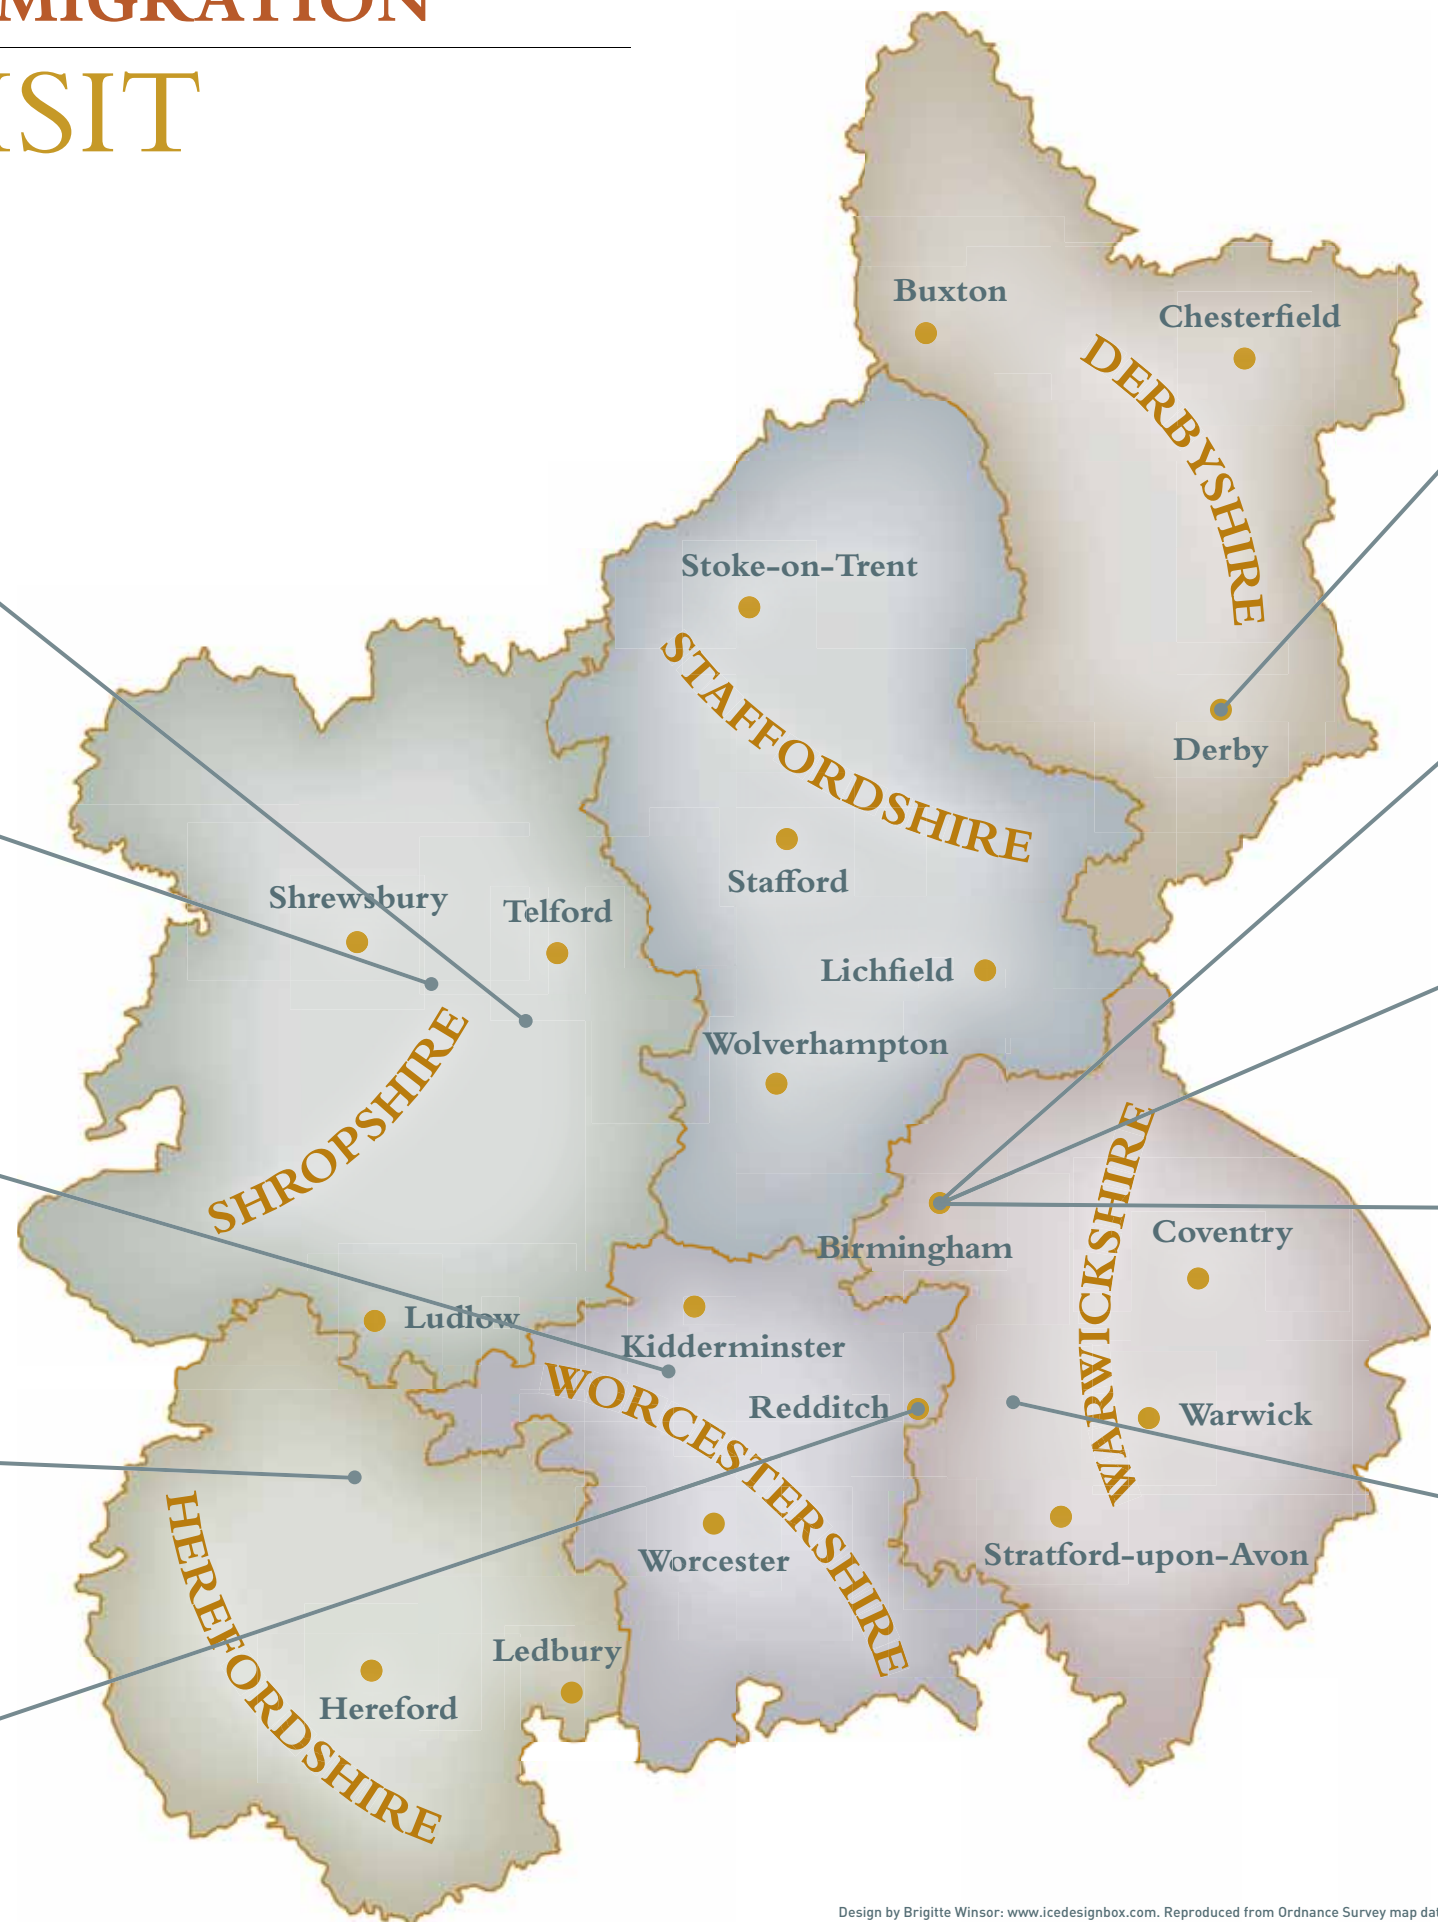 MIGRATION
ISIT
Buxton
Chesterfield
DERBYSHIRE
Stoke-on-Trent
STAFFORDSHIRE
Derby
Stafford
Shrewsbury
Telford
Lichfield
SHROPSHIRE
Wolverhampton
WARWICKSHIRE
Birmingham
Coventry
Ludlow
Kidderminster
WORCESTERSHIRE
Redditch
Warwick
HEREFORDSHIRE
Worcester
Stratford-upon-Avon
Ledbury
Hereford
Design by Brigitte Winsor: www.icedesignbox.com. Reproduced from Ordnance Survey map dat